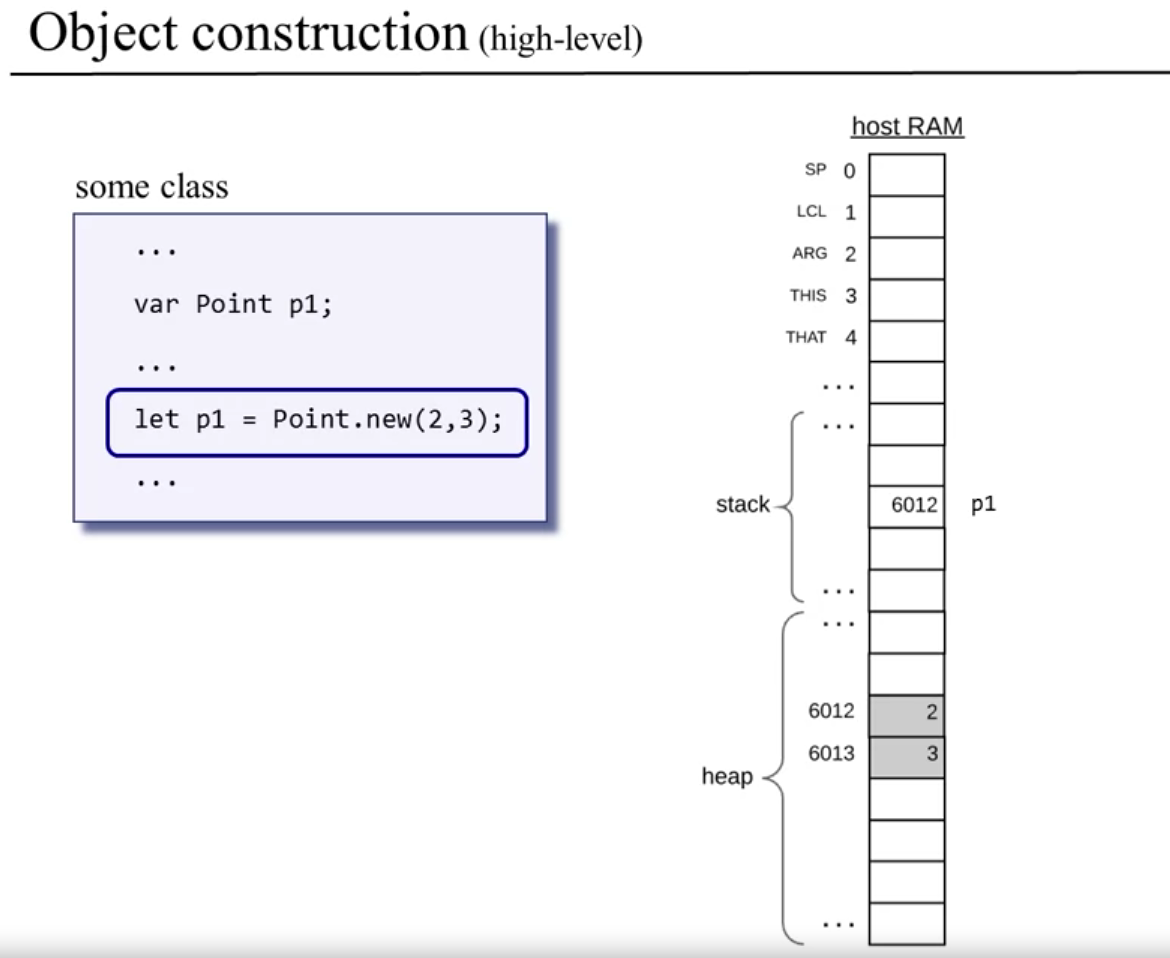 Object construction (high-level)
some class
...
var Point p1;
...
let p1 = Point.new(2,3);
...
host RAM
SP 0
LCL 1
ARG 2
THIS 3
THAT 4
...
...
stack 6012 p1
...
...
6012 2
6013 3
heap
...